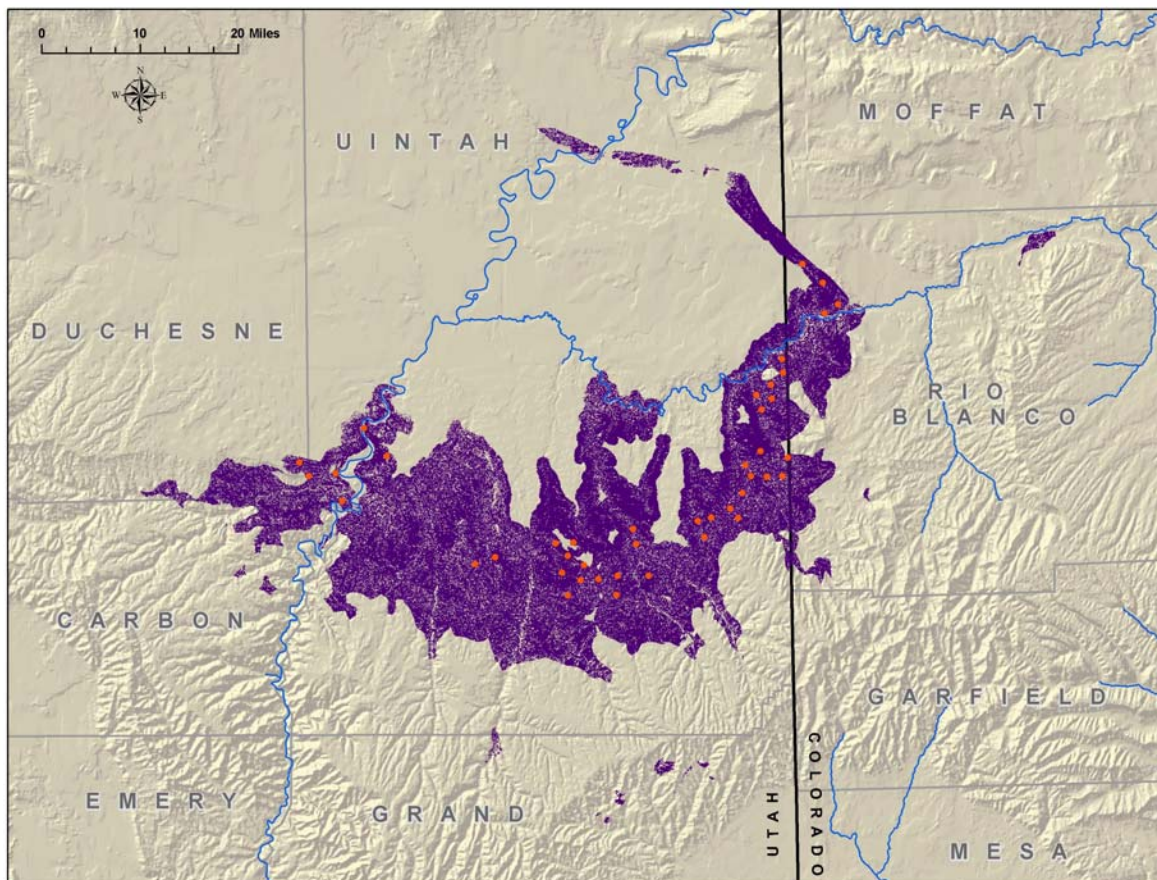 0 10 20 Miles
N
W E
S
UINTAH
MOFFAT
DUCHESNE
RIO
BLANCO
CARBON
GARFIELD
UTAH
COLORADO
EMERY
GRAND
MESA